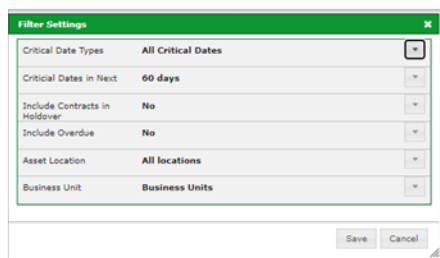 Filter Settings
Critical Date Types All Critical Dates
Criticial Dates in Next 60 days
Include Contracts in Holdover No
Include Overdue No
Asset Location All locations
Business Unit Business Units
Save Cancel